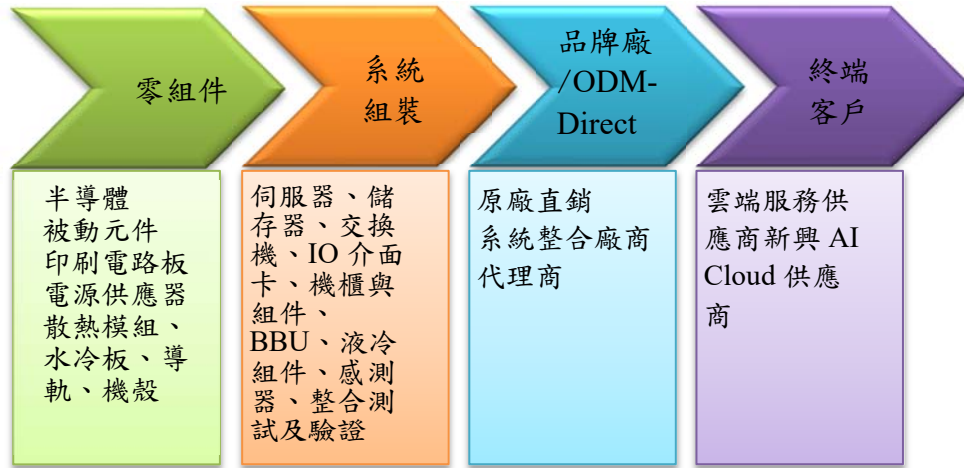 零組件
半導體
被動元件
印刷電路板
電源供應器
散熱模組、
水冷板、導
軌、機殼
系統
組裝
伺服器、儲
存器、交換
機、IO 介面
卡、機櫃與
組件、
BBU、液冷
組件、感測
器、整合測
試及驗證
品牌廠
/ODM-
Direct
原廠直銷
系統整合廠商
代理商
終端
客戶
雲端服務供
應商新興 AI
Cloud 供應
商